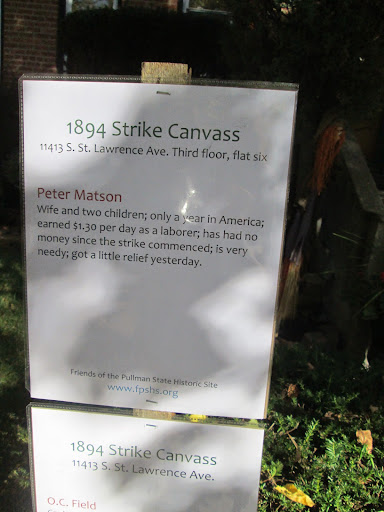 1894 Strike Canvass
11413 S. St. Lawrence Ave. Third floor, flat six
Peter Matson
Wife and two children; only a year in America;
earned $1.30 per day as a laborer; has had no
money since the strike commenced; is very
needy; got a little relief yesterday.
Friends of the Pullman State Historic Site
www.fpshs.org
1894 Strike Canvass
11413 S. St. Lawrence Ave.
O.C. Field